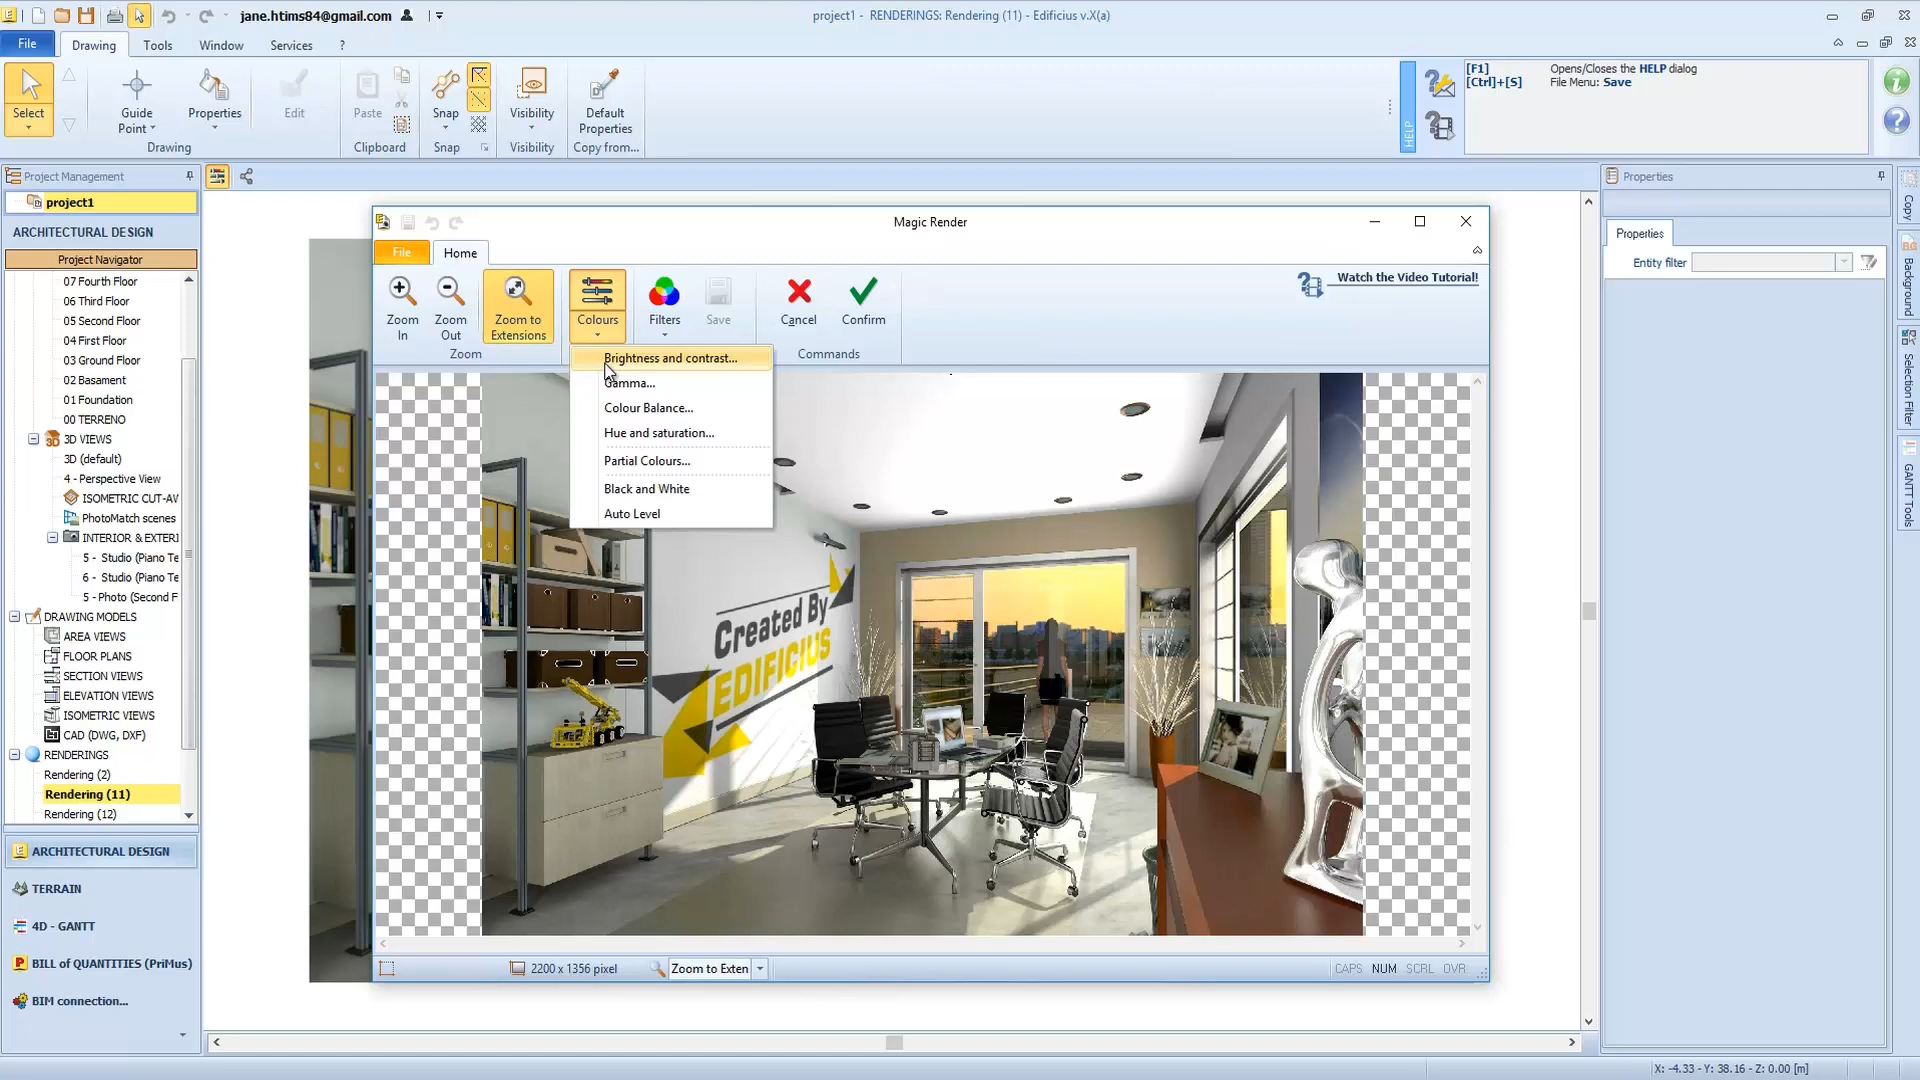 jane.htims84@gmail.com
project1 - RENDERINGS: Rendering (11) - Edificius v.X(a)
File
Drawing
Tools
Window
Services
?
Select
Guide
Point
Properties
Edit
Drawing
Paste
Clipboard
Snap
Snap
Visibility
Visibility
Default
Properties
Copy from...
HELP
[F1] Opens/Closes the HELP dialog
[Ctrl]+[S] File Menu: Save
Project Management
project1
ARCHITECTURAL DESIGN
Project Navigator
07 Fourth Floor
06 Third Floor
05 Second Floor
04 First Floor
03 Ground Floor
02 Basament
01 Foundation
00 TERRENO
3D VIEWS
3D (default)
4 - Perspective View
ISOMETRIC CUT-AV
PhotoMatch scenes
INTERIOR & EXTERI
5 - Studio (Piano Te
6 - Studio (Piano Te
5 - Photo (Second F
DRAWING MODELS
AREA VIEWS
FLOOR PLANS
SECTION VIEWS
ELEVATION VIEWS
ISOMETRIC VIEWS
CAD (DWG, DXF)
RENDERINGS
Rendering (2)
Rendering (11)
Rendering (12)
ARCHITECTURAL DESIGN
TERRAIN
4D - GANTT
BILL of QUANTITIES (PriMus)
BIM connection...
Magic Render
File
Home
Zoom
In
Zoom
Out
Zoom to
Extensions
Zoom
Colours
Filters
Save
Cancel
Confirm
Commands
Watch the Video Tutorial!
Brightness and contrast...
Gamma...
Colour Balance...
Hue and saturation...
Partial Colours...
Black and White
Auto Level
Created By
EDIFICIUS
2200 x 1356 pixel
Zoom to Exten
CAPS NUM SCRL OVR
Properties
Properties
Entity filter
Copy
BG
Background
Selection Filter
GANTT Tools
X: -4.33 - Y: 38.16 - Z: 0.00 [m]